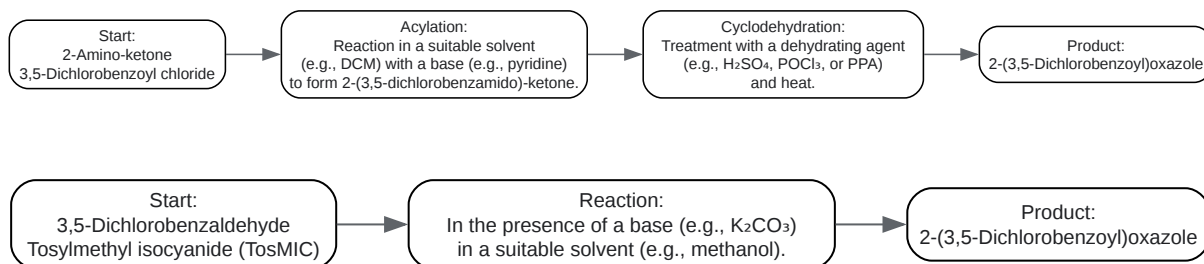 Start:
2-Amino-ketone
3,5-Dichlorobenzoyl chloride
Acylation:
Reaction in a suitable solvent
(e.g., DCM) with a base (e.g., pyridine)
to form 2-(3,5-dichlorobenzamido)-ketone.
Cyclodehydration:
Treatment with a dehydrating agent
(e.g., H₂SO₄, POCl₃, or PPA)
and heat.
Product:
2-(3,5-Dichlorobenzoyl)oxazole
Start:
3,5-Dichlorobenzaldehyde
Tosylmethyl isocyanide (TosMIC)
Reaction:
In the presence of a base (e.g., K₂CO₃)
in a suitable solvent (e.g., methanol).
Product:
2-(3,5-Dichlorobenzoyl)oxazole